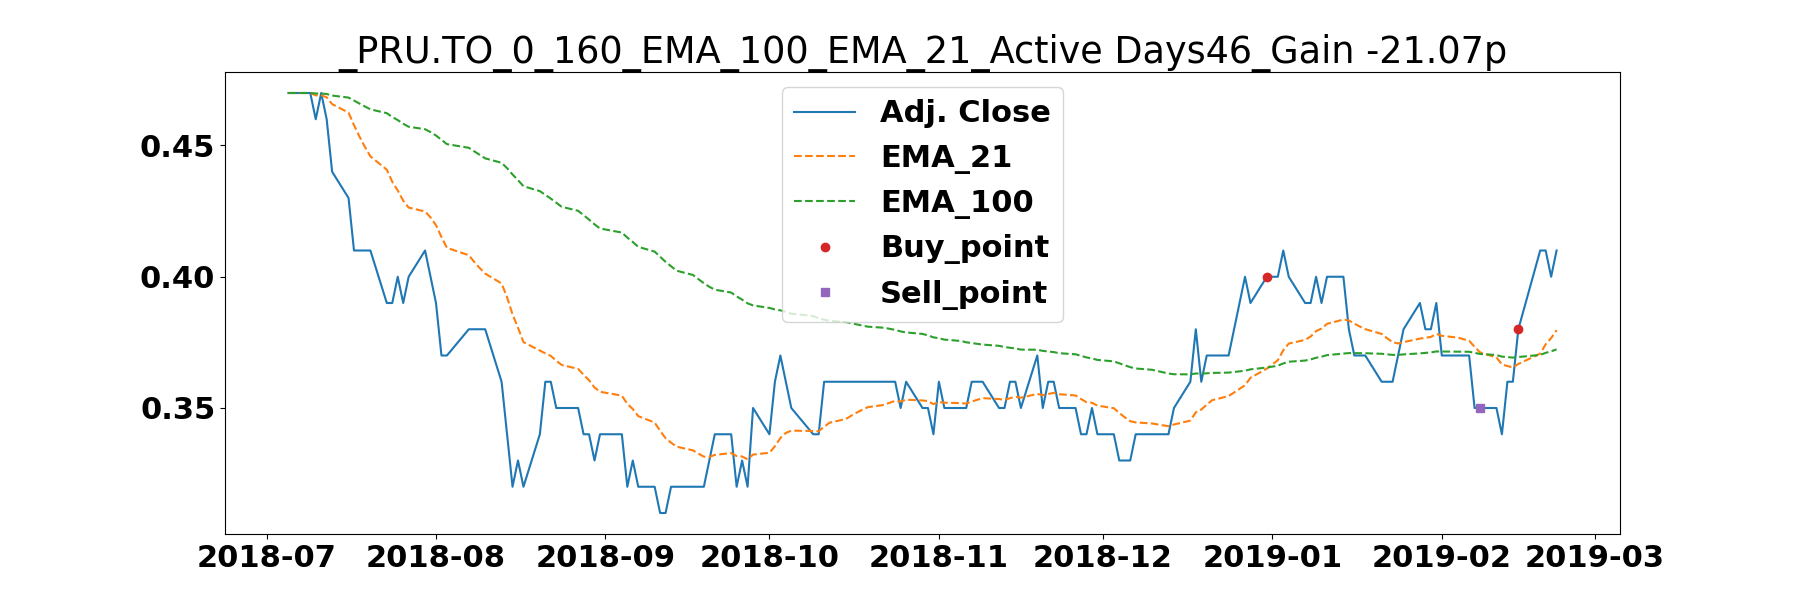 _PRU.TO_0_160_EMA_100_EMA_21_Active Days46_Gain -21.07p
Adj. Close
EMA_21
EMA_100
Buy_point
Sell_point
0.45
0.40
0.35
2018-07 2018-08 2018-09 2018-10 2018-11 2018-12 2019-01 2019-02 2019-03